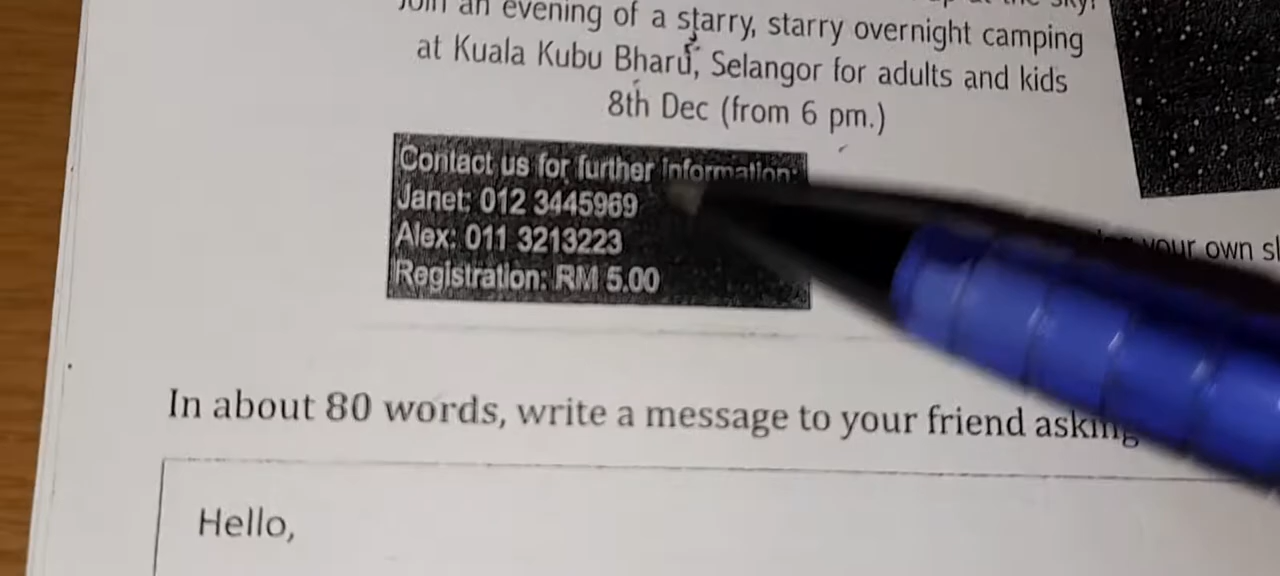 Join an evening of a starry, starry overnight camping
at Kuala Kubu Bharu, Selangor for adults and kids
8th Dec (from 6 pm.)
Contact us for further information:
Janet: 012 3445969
Alex: 011 3213223
Registration: RM 5.00
your own
In about 80 words, write a message to your friend asking
Hello,